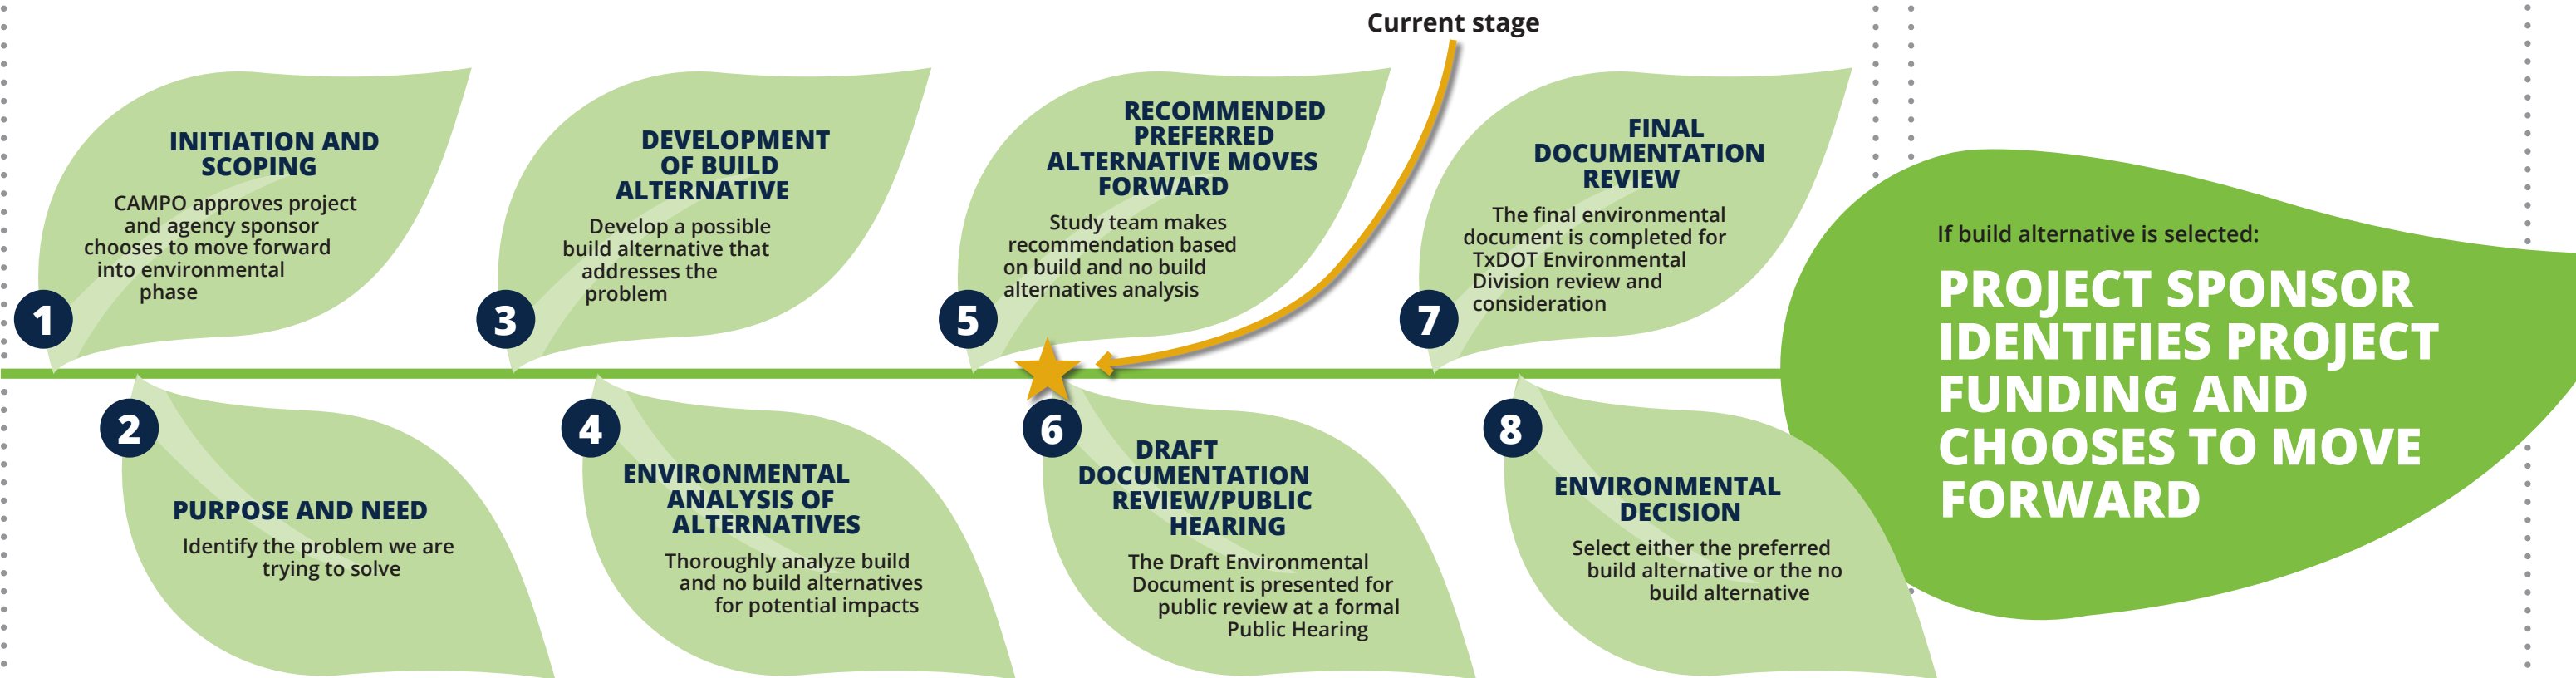 Current stage
1
INITIATION AND
SCOPING
CAMPO approves project
and agency sponsor
chooses to move forward
into environmental
phase
2
PURPOSE AND NEED
Identify the problem we are
trying to solve
3
DEVELOPMENT
OF BUILD
ALTERNATIVE
Develop a possible
build alternative that
addresses the
problem
4
ENVIRONMENTAL
ANALYSIS OF
ALTERNATIVES
Thoroughly analyze build
and no build alternatives
for potential impacts
5
RECOMMENDED
PREFERRED
ALTERNATIVE MOVES
FORWARD
Study team makes
recommendation based
on build and no build
alternatives analysis
6
DRAFT
DOCUMENTATION
REVIEW/PUBLIC
HEARING
The Draft Environmental
Document is presented for
public review at a formal
Public Hearing
7
FINAL
DOCUMENTATION
REVIEW
The final environmental
document is completed for
TxDOT Environmental
Division review and
consideration
8
ENVIRONMENTAL
DECISION
Select either the preferred
build alternative or the no
build alternative
If build alternative is selected:
PROJECT SPONSOR
IDENTIFIES PROJECT
FUNDING AND
CHOOSES TO MOVE
FORWARD